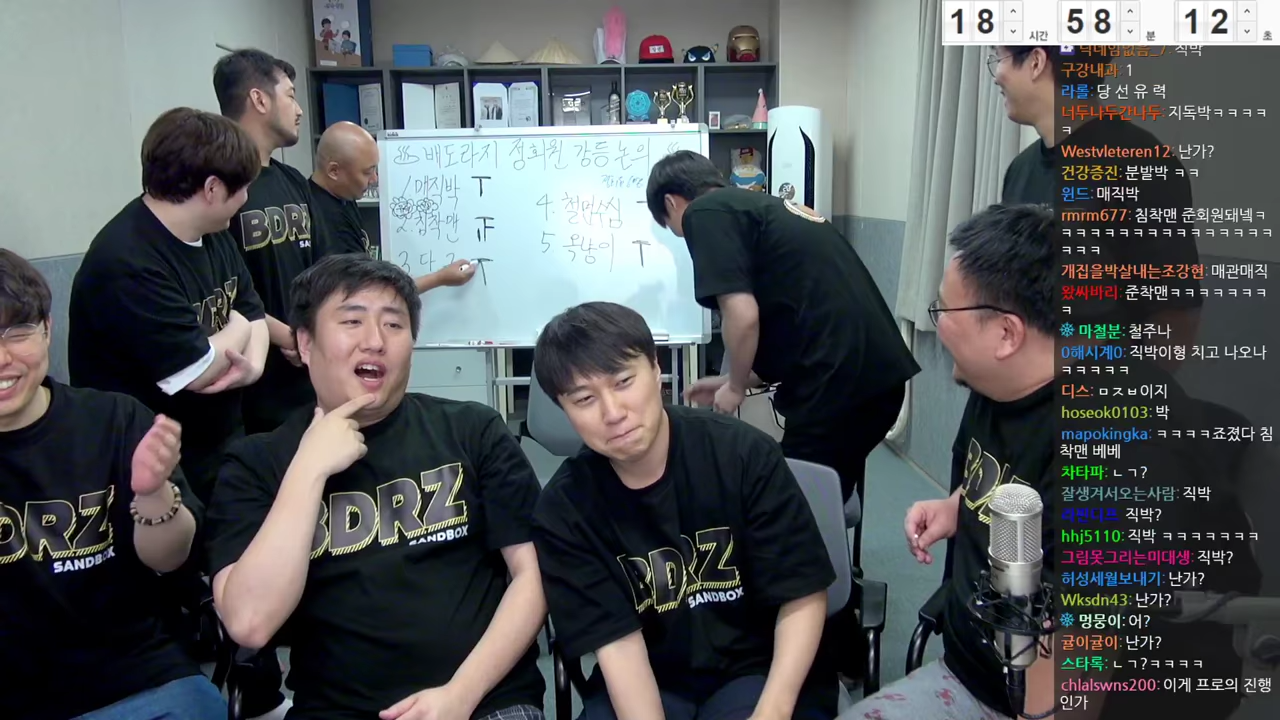 18 시간 58 분 12 초
구강내과: 1
라롤: 당 선 유 력
너두나두간나두: 지독박ㅋㅋㅋㅋ
ㅋ
Westvleteren12: 난가?
건강증진: 분발박 ㅋㅋ
윈드: 매직박
rmrm677: 침착맨 준회원돼넥ㅋ
ㅋㅋㅋㅋㅋㅋㅋㅋㅋㅋㅋㅋㅋㅋㅋ
ㅋㅋㅋ
개집을박살내는조강현: 매관매직
왔싸바리: 준착맨ㅋㅋㅋㅋㅋㅋㅋ
ㅋ
마철분: 철주나
0해시계0: 직박이형 치고 나오나
ㅋㅋㅋㅋㅋ
디스: ㅁㅈㅂ이지
hoseok0103: 박
mapokingka: ㅋㅋㅋㅋ죠졌다 침
착맨 베베
차타파: ㄴㄱ?
잘생겨서오는사람: 직박
직박?
hhj5110: 직박 ㅋㅋㅋㅋㅋㅋㅋ
그림못그리는미대생: 직박?
허성세월보내기: 난가?
Wksdn43: 난가?
멍뭉이: 어?
귤이귤이: 난가?
스타록: ㄴㄱ?ㅋㅋㅋㅋ
chlalswns200: 이게 프로의 진행
인가
배도라지 정회원 강등 논의
1. 매직박
2. 침착맨
3. 단군
4. 철면수심
5. 옥냥이
BDRZ
BDRZ
SANDBOX
BDRZ
SANDBOX
BDRZ
SANDBOX